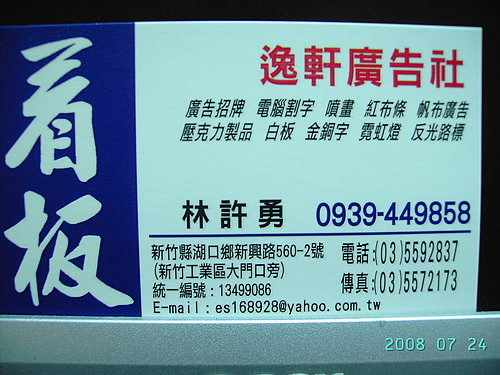 看板
逸軒廣告社
廣告招牌 電腦割字 噴畫 紅布條 帆布廣告
壓克力製品 白板 金銅字 霓虹燈 反光路標
林許勇 0939-449858
新竹縣湖口鄉新興路560-2號 電話:(03)5592837
(新竹工業區大門口旁) 傳真:(03)5572173
統一編號:13499086
E-mail:es168928@yahoo.com.tw
2008 07 24